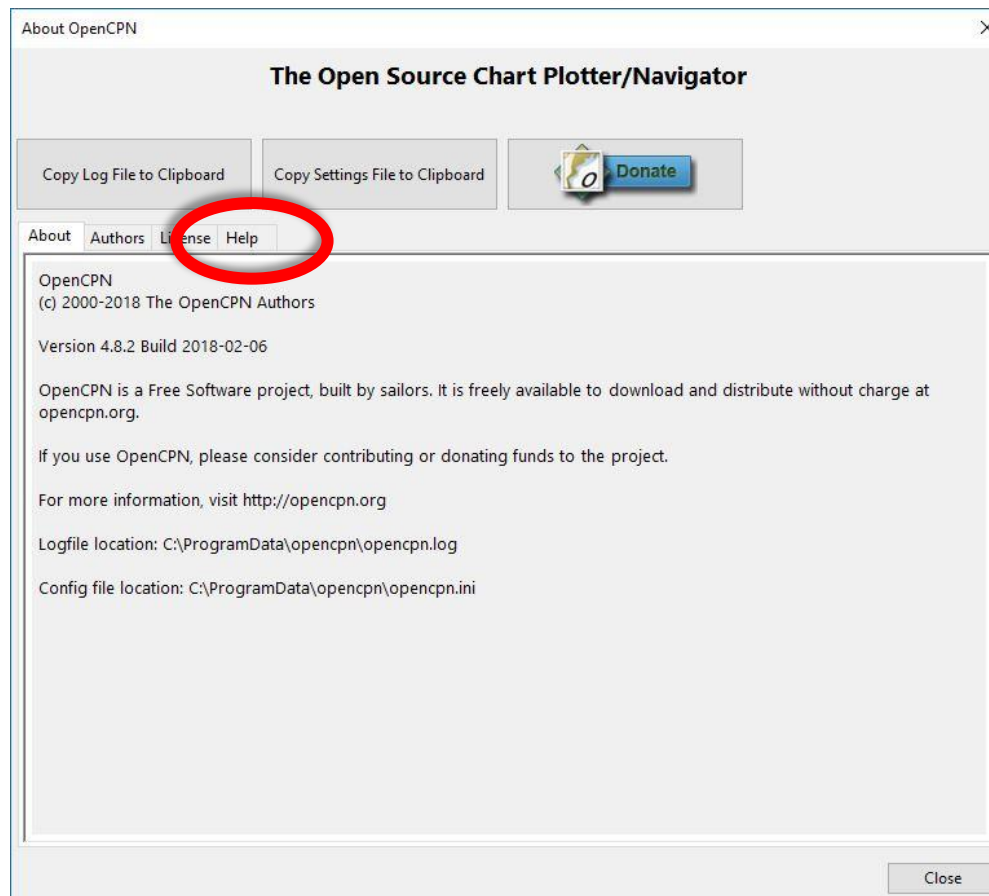 About OpenCPN
The Open Source Chart Plotter/Navigator
Copy Log File to Clipboard
Copy Settings File to Clipboard
Donate
About
Authors
License
Help
OpenCPN
(c) 2000-2018 The OpenCPN Authors
Version 4.8.2 Build 2018-02-06
OpenCPN is a Free Software project, built by sailors. It is freely available to download and distribute without charge at
opencpn.org.
If you use OpenCPN, please consider contributing or donating funds to the project.
For more information, visit http://opencpn.org
Logfile location: C:\ProgramData\opencpn\opencpn.log
Config file location: C:\ProgramData\opencpn\opencpn.ini
Close